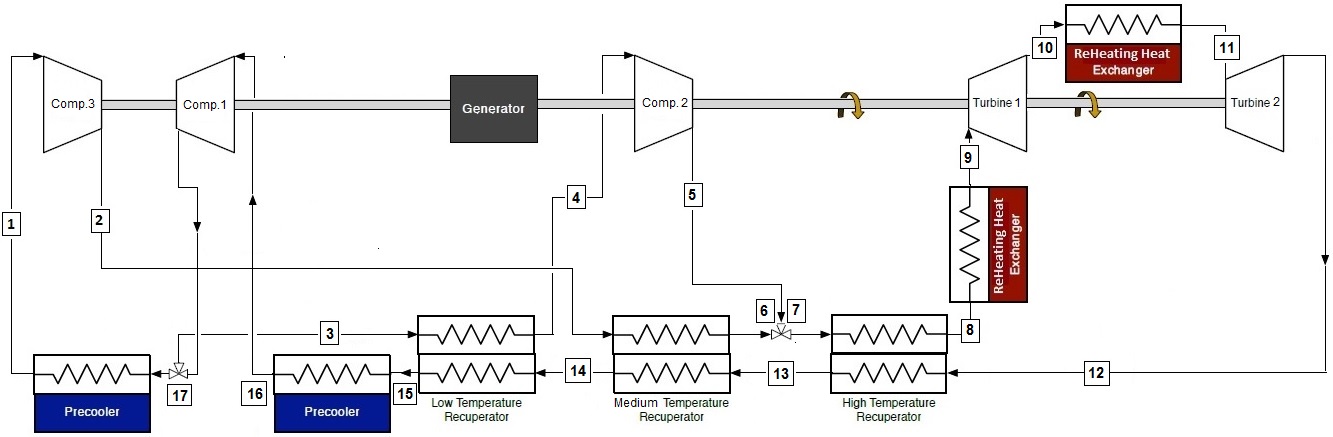 10
ReHeating Heat
Exchanger
11
Comp.3
Comp.1
Generator
Comp. 2
Turbine 1
Turbine 2
9
1
2
4
5
ReHeating Heat
Exchanger
3
6
7
8
17
16
15
14
13
12
Precooler
Precooler
Low Temperature
Recuperator
Medium Temperature
Recuperator
High Temperature
Recuperator